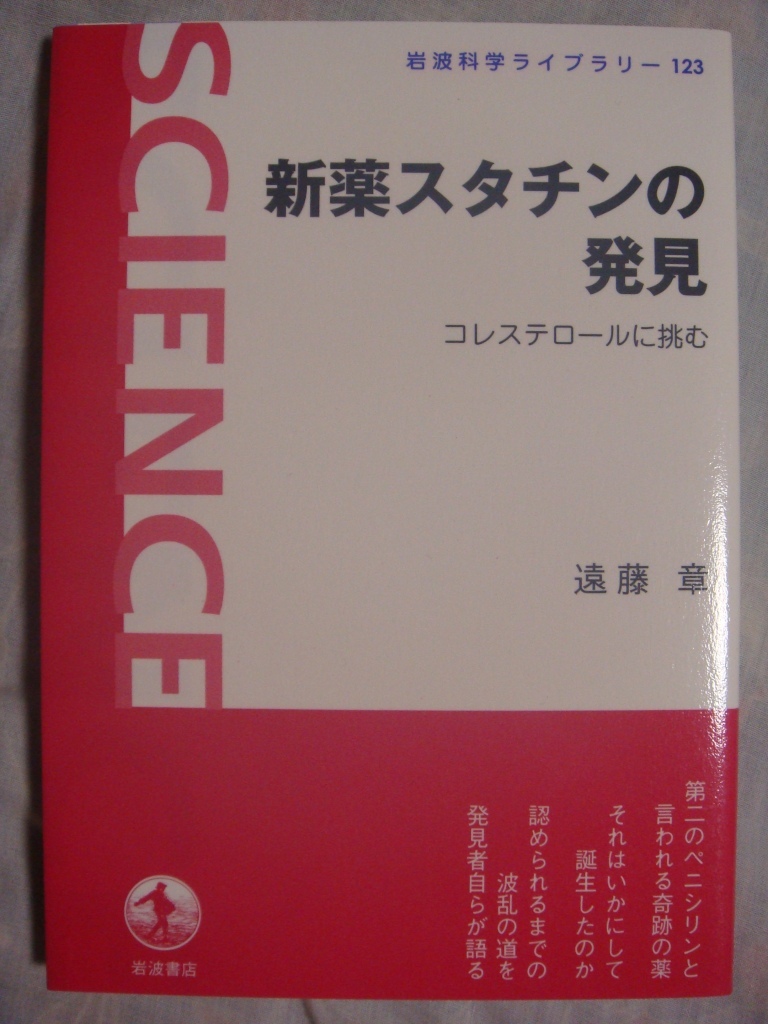 SCIENCE
岩波科学ライブラリー 123
新薬スタチンの
発見
コレステロールに挑む
遠藤 章
第二のペニシリンと
言われる奇跡の薬
それはいかにして
誕生したのか
認められるまでの
波乱の道を
発見者自らが語る
岩波書店